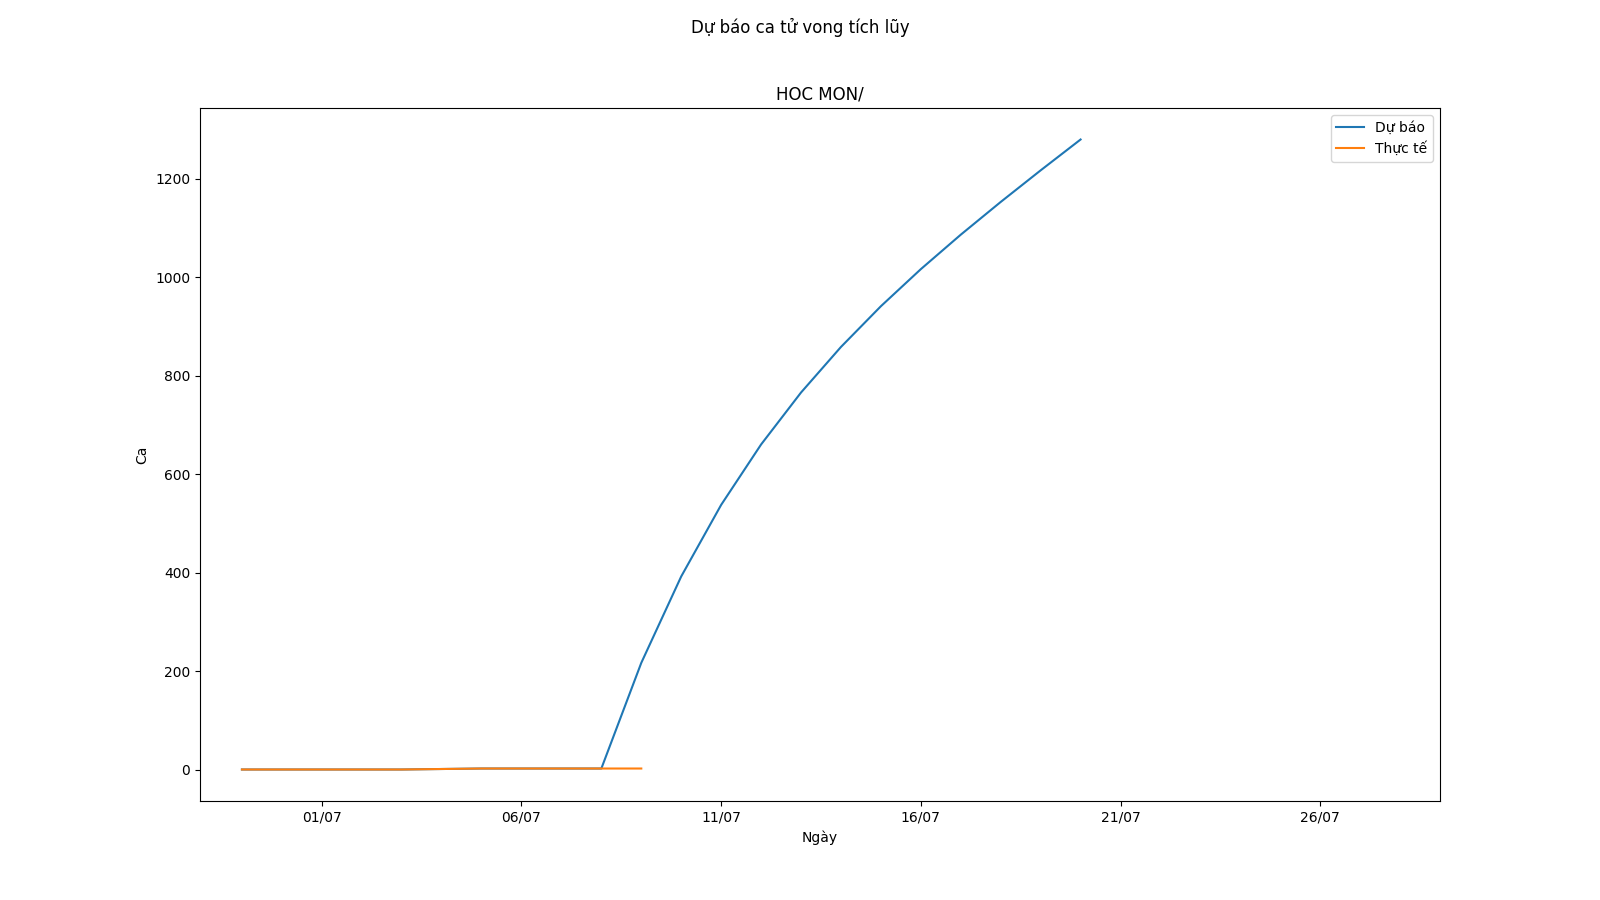 Dự báo ca tử vong tích lũy
HOC MON/
Dự báo
Thực tế
1200
1000
800
600
400
200
0
Ca
01/07 06/07 11/07 16/07 21/07 26/07
Ngày